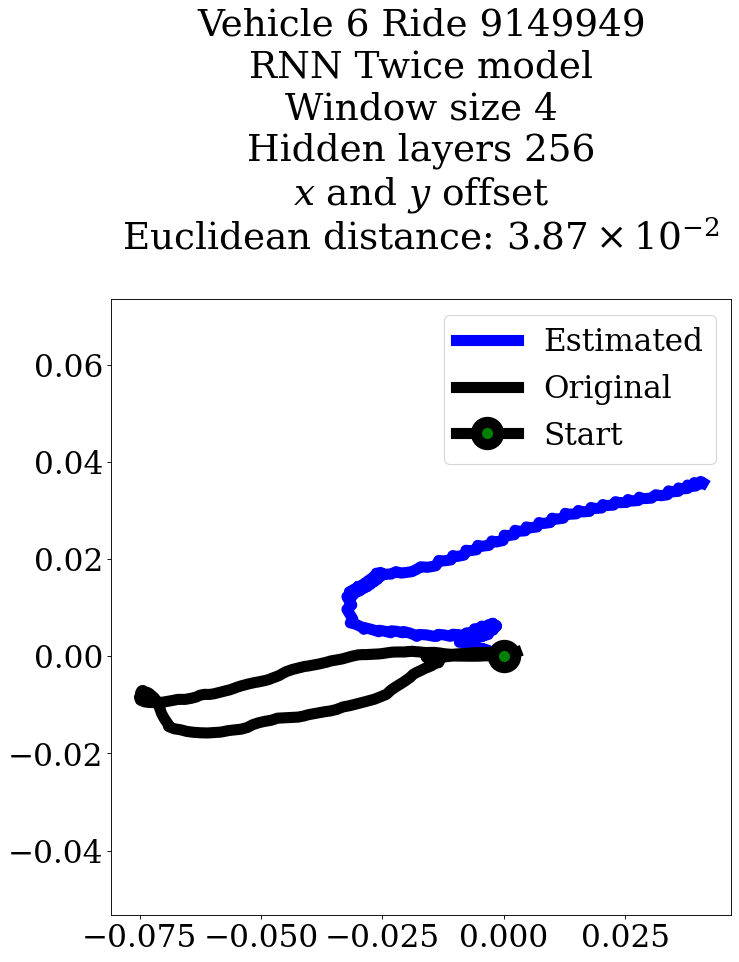 Vehicle 6 Ride 9149949
RNN Twice model
Window size 4
Hidden layers 256
x and y offset
Euclidean distance: 3.87 × 10⁻²
Estimated
Original
Start
0.06
0.04
0.02
0.00
−0.02
−0.04
−0.075 −0.050 −0.025 0.000 0.025